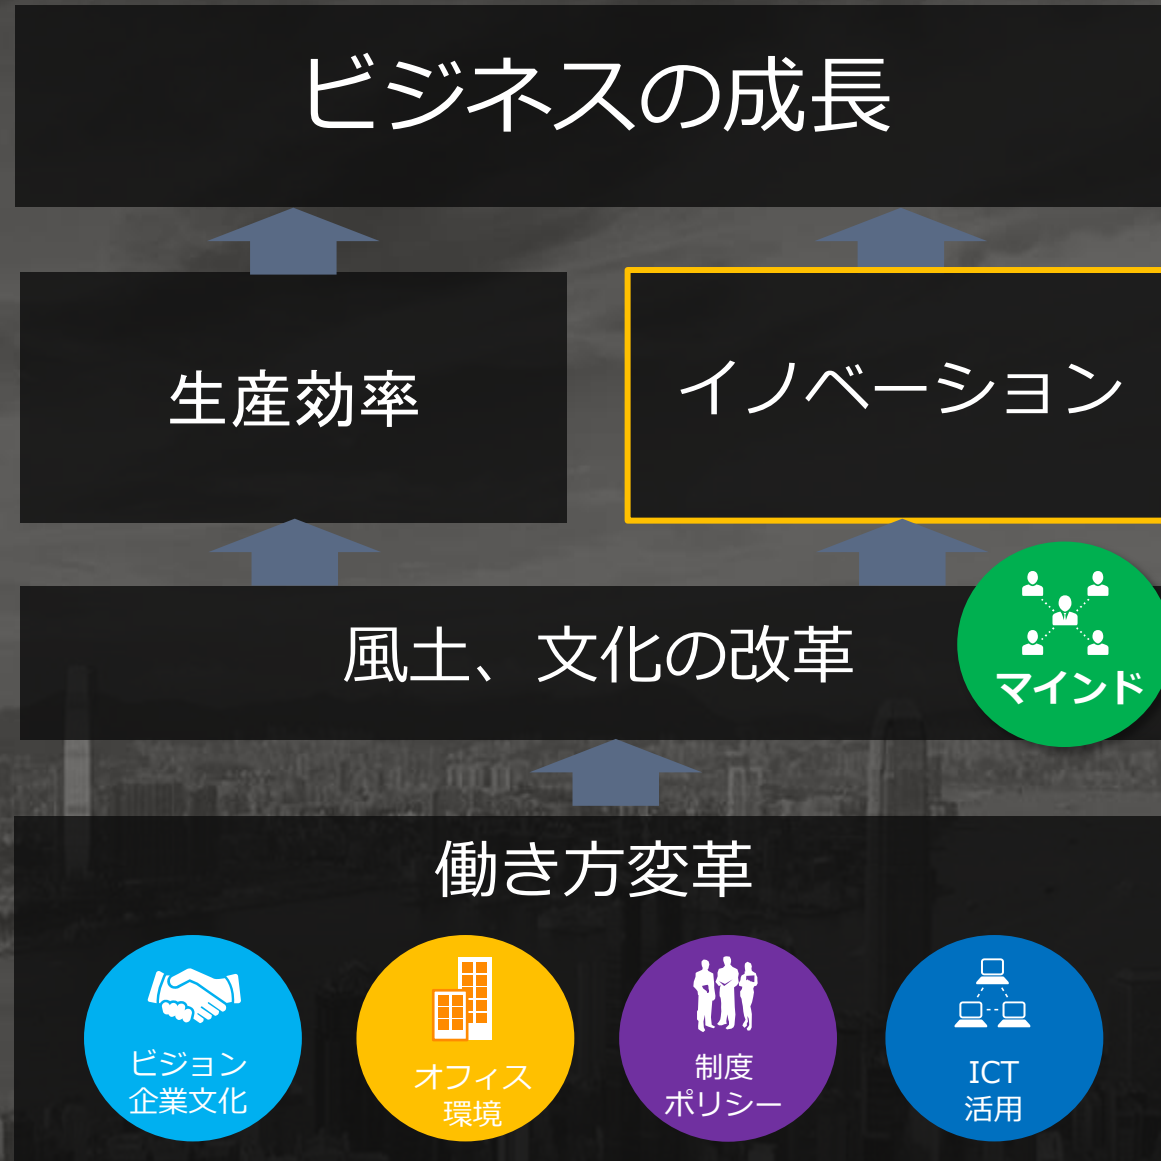 ビジネスの成長
生産効率
イノベーション
風土、文化の改革
マインド
働き方変革
ビジョン
企業文化
オフィス
環境
制度
ポリシー
ICT
活用